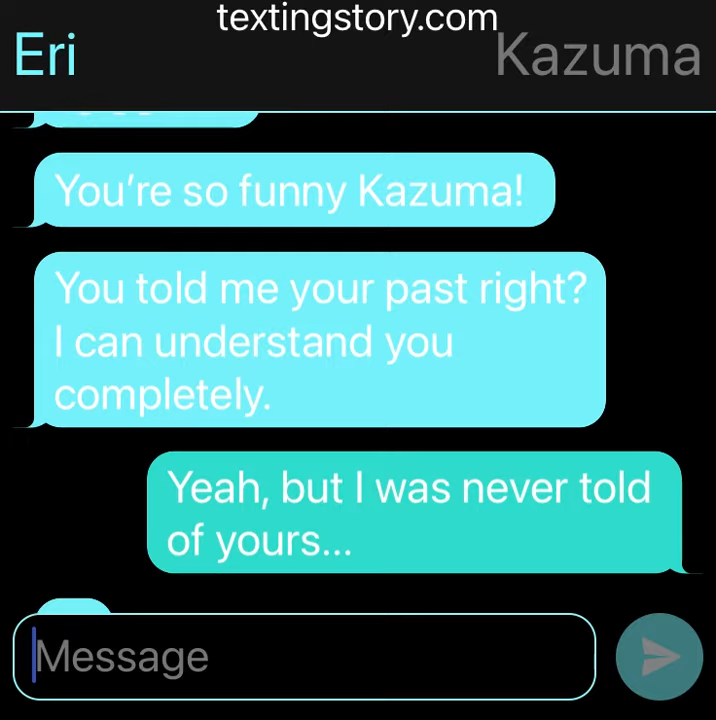 textingstory.com
Eri
Kazuma
You’re so funny Kazuma!
You told me your past right?
I can understand you
completely.
Yeah, but I was never told
of yours...
Message